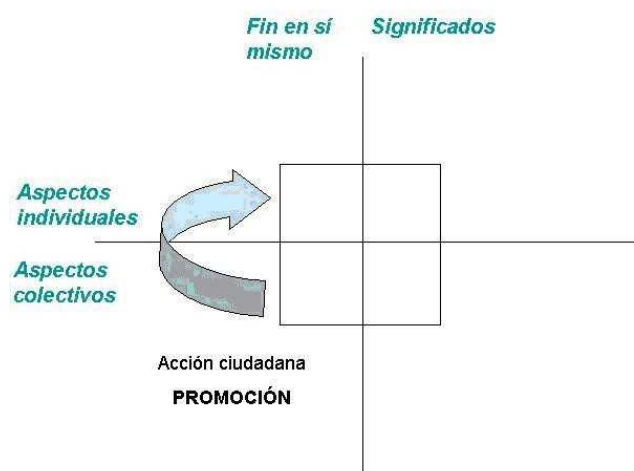 Fin en sí
mismo
Significados
Aspectos
individuales
Aspectos
colectivos
Acción ciudadana
PROMOCIÓN